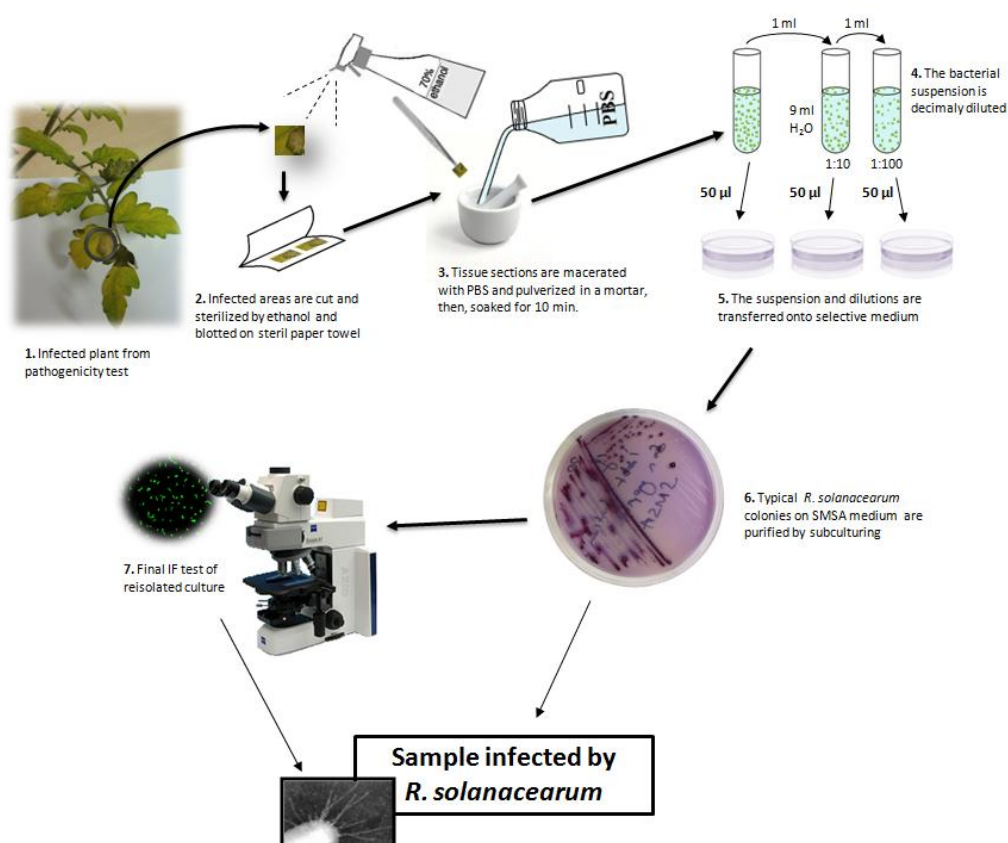 70%
ethanol
PBS
1 ml
1 ml
9 ml
H₂O
1:10
1:100
4. The bacterial
suspension is
decimaly diluted
50 µl
50 µl
50 µl
3. Tissue sections are macerated
with PBS and pulverized in a mortar,
then, soaked for 10 min.
2. Infected areas are cut and
sterilized by ethanol and
blotted on steril paper towel
5. The suspension and dilutions are
transferred onto selective medium
1. Infected plant from
pathogenicity test
6. Typical R. solanacearum
colonies on SMSA medium are
purified by subculturing
7. Final IF test of
reisolated culture
Sample infected by
R. solanacearum